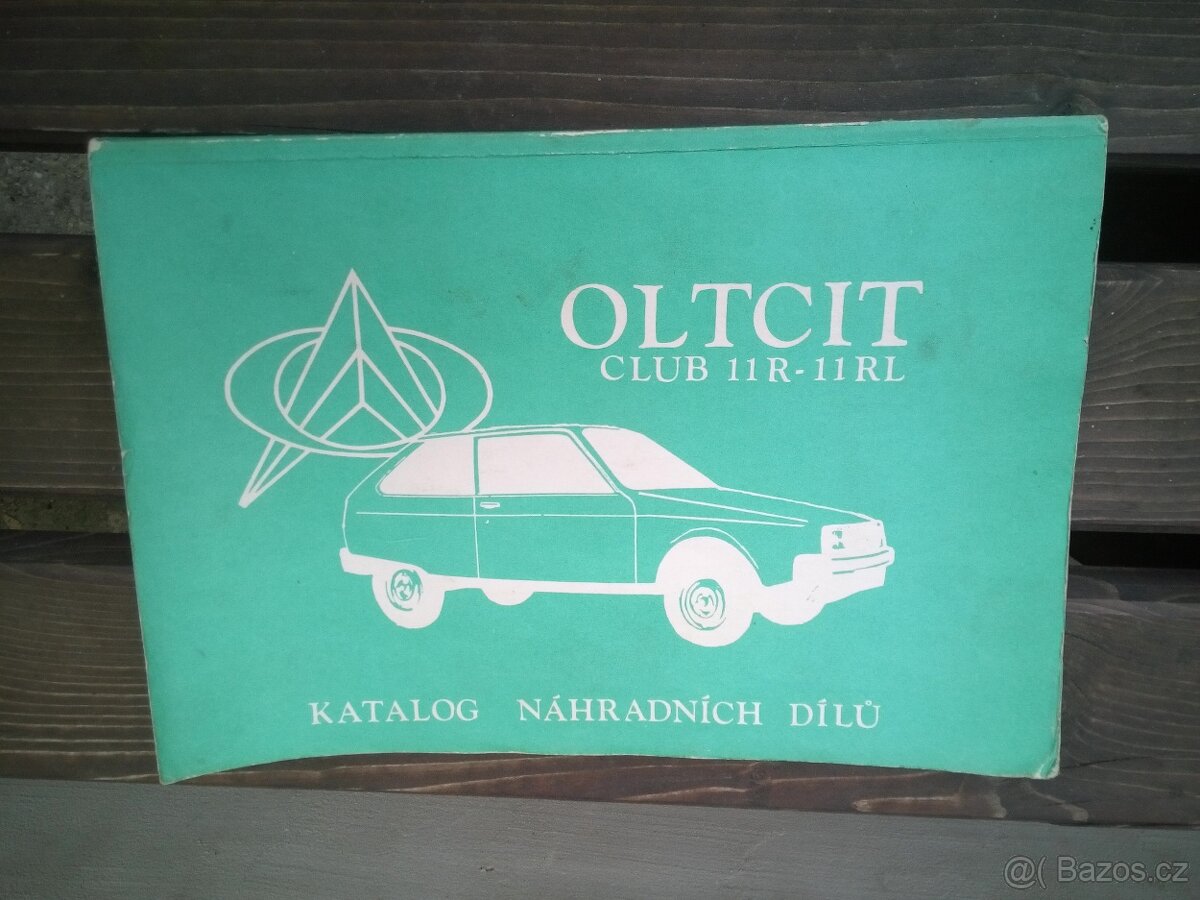 OLTCIT
CLUB 11R-11RL
KATALOG NÁHRADNÍCH DÍLŮ
@( Bazos.cz